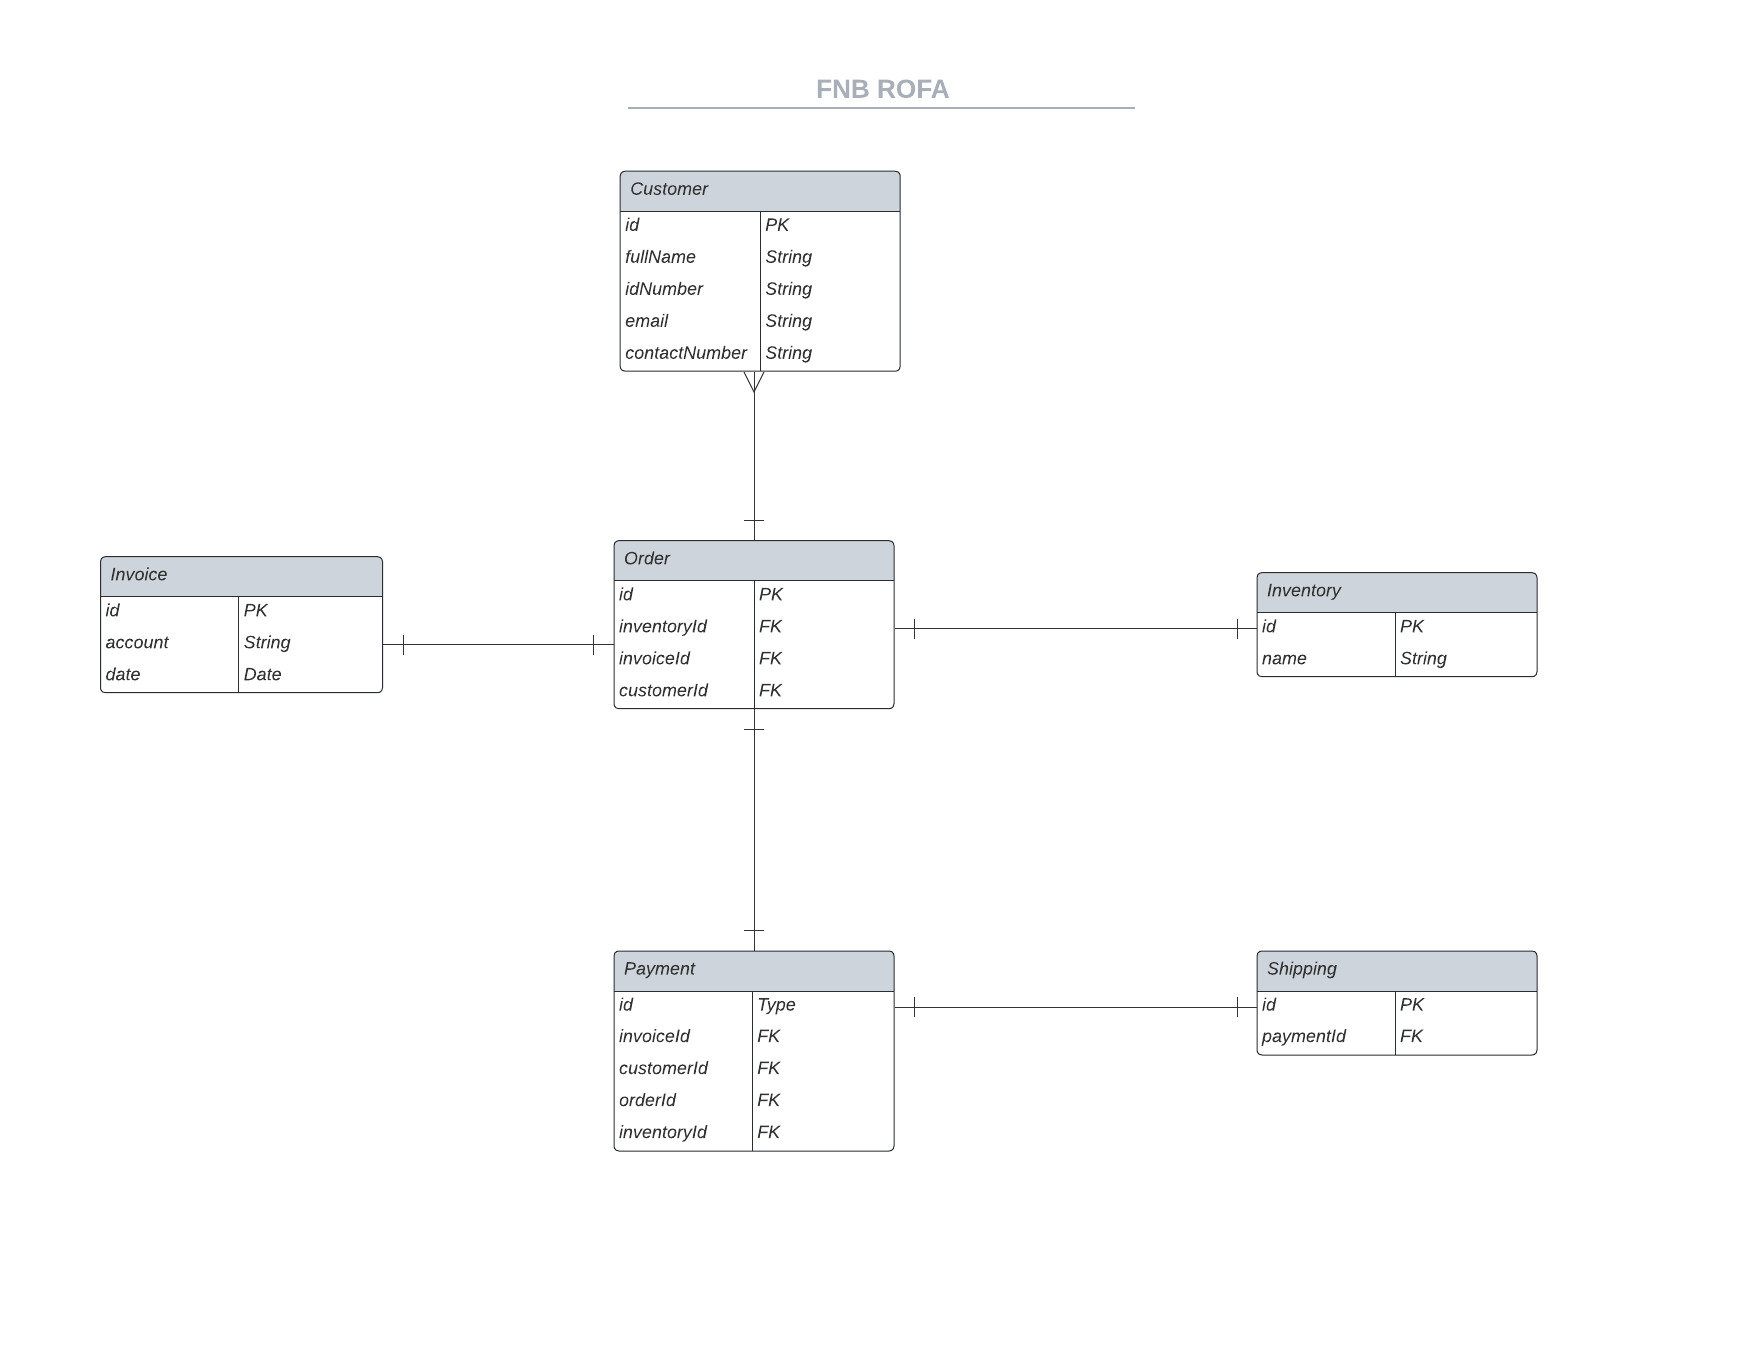 FNB ROFA
Customer
id PK
fullName String
idNumber String
email String
contactNumber String
Invoice
id PK
account String
date Date
Order
id PK
inventoryId FK
invoiceId FK
customerId FK
Inventory
id PK
name String
Payment
id Type
invoiceId FK
customerId FK
orderId FK
inventoryId FK
Shipping
id PK
paymentId FK